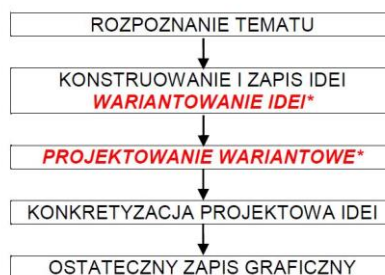 ROZPOZNANIE TEMATU
KONSTRUOWANIE I ZAPIS IDEI
WARIANTOWANIE IDEI*
PROJEKTOWANIE WARIANTOWE*
KONKRETYZACJA PROJEKTOWA IDEI
OSTATECZNY ZAPIS GRAFICZNY